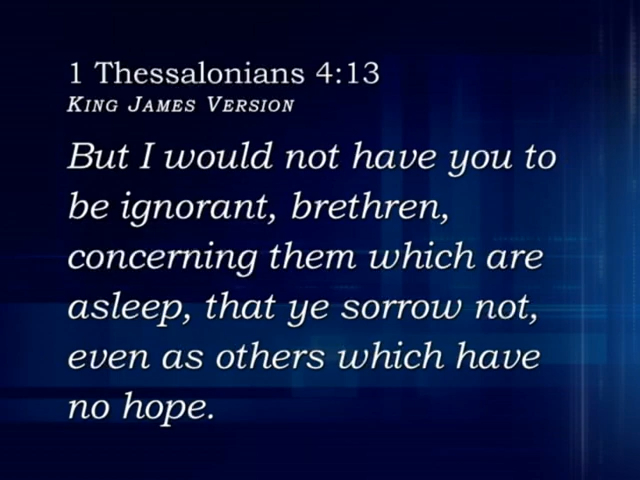 1 Thessalonians 4:13
King James Version
But I would not have you to
be ignorant, brethren,
concerning them which are
asleep, that ye sorrow not,
even as others which have
no hope.